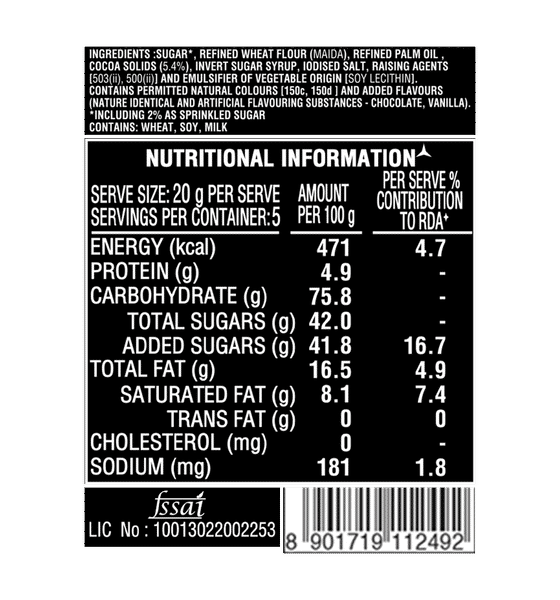 INGREDIENTS :SUGAR*, REFINED WHEAT FLOUR (MAIDA), REFINED PALM OIL ,
COCOA SOLIDS (5.4%), INVERT SUGAR SYRUP, IODISED SALT, RAISING AGENTS
[503(ii), 500(ii)] AND EMULSIFIER OF VEGETABLE ORIGIN [SOY LECITHIN].
CONTAINS PERMITTED NATURAL COLOURS [150c, 150d ] AND ADDED FLAVOURS
(NATURE IDENTICAL AND ARTIFICIAL FLAVOURING SUBSTANCES - CHOCOLATE, VANILLA).
*INCLUDING 2% AS SPRINKLED SUGAR
CONTAINS: WHEAT, SOY, MILK
NUTRITIONAL INFORMATION
SERVE SIZE: 20 g PER SERVE
SERVINGS PER CONTAINER:5
AMOUNT
PER 100 g
PER SERVE %
CONTRIBUTION
TO RDA+
ENERGY (kcal) 471 4.7
PROTEIN (g) 4.9 -
CARBOHYDRATE (g) 75.8 -
TOTAL SUGARS (g) 42.0 -
ADDED SUGARS (g) 41.8 16.7
TOTAL FAT (g) 16.5 4.9
SATURATED FAT (g) 8.1 7.4
TRANS FAT (g) 0 0
CHOLESTEROL (mg) 0 -
SODIUM (mg) 181 1.8
fssai
LIC No : 10013022002253
8 901719 112492